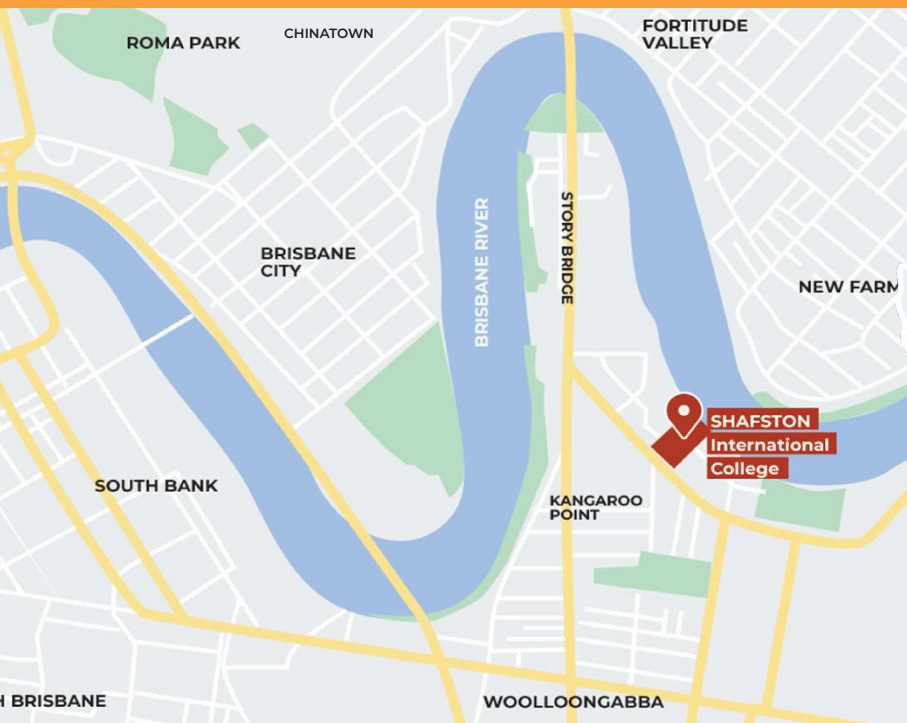 FORTITUDE
VALLEY
CHINATOWN
ROMA PARK
STORY BRIDGE
BRISBANE RIVER
BRISBANE
CITY
NEW FARM
SHAFSTON
International
College
SOUTH BANK
KANGAROO
POINT
H BRISBANE
WOOLLOONGABBA